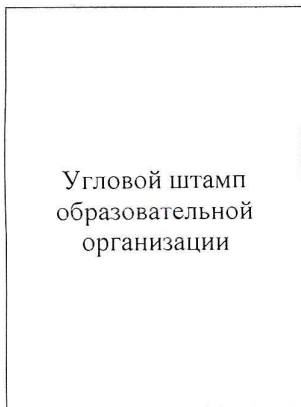 Угловой штамп
образовательной
организации